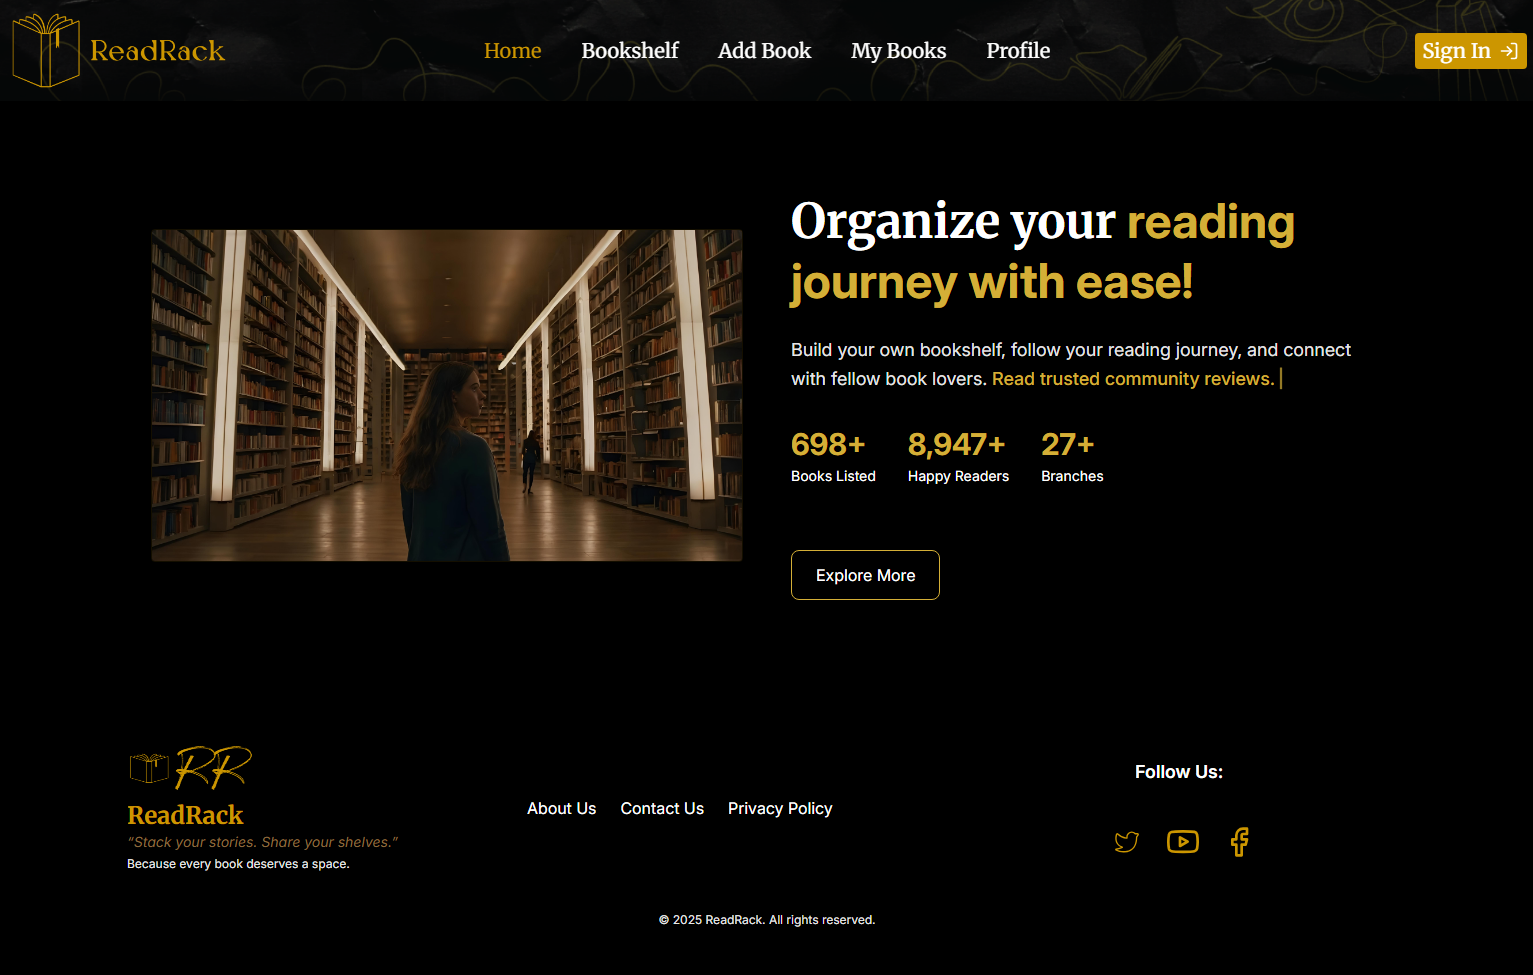 ReadRack
Home Bookshelf Add Book My Books Profile
Sign In
Organize your reading
journey with ease!
Build your own bookshelf, follow your reading journey, and connect
with fellow book lovers. Read trusted community reviews. |
698+ 8,947+ 27+
Books Listed Happy Readers Branches
Explore More
RR
ReadRack
“Stack your stories. Share your shelves.”
Because every book deserves a space.
About Us Contact Us Privacy Policy
Follow Us:
© 2025 ReadRack. All rights reserved.